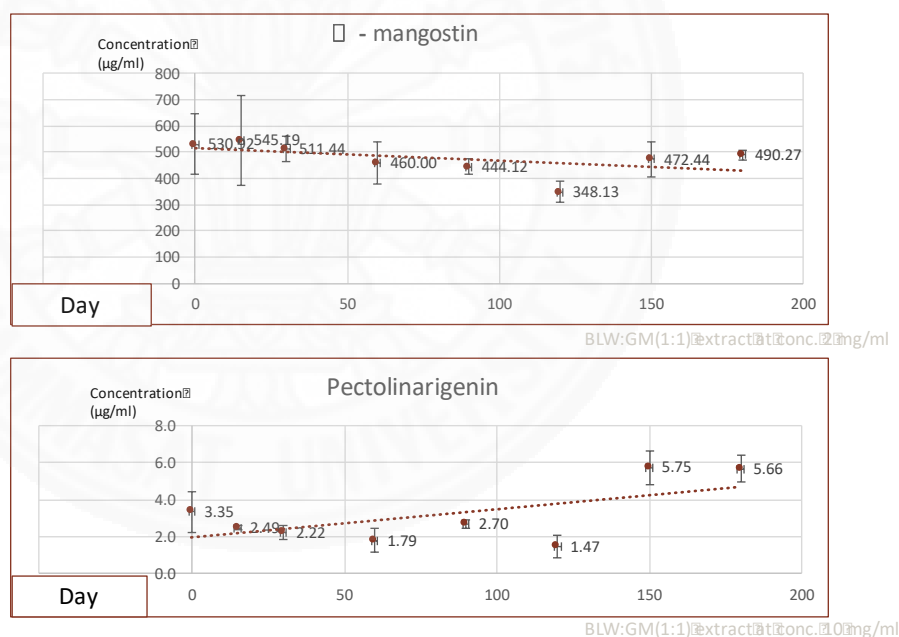 ▯ - mangostin
Concentration⍰
(µg/ml)
800
700
600
500
400
300
200
100
0
545.19
511.44
460.00
444.12
348.13
472.44
490.27
0 50 100 150 200
Day
BLW:GM(1:1)⍰extract⍰at⍰conc.⍰2⍰mg/ml
Pectolinarigenin
Concentration⍰
(µg/ml)
8.0
6.0
4.0
2.0
0.0
3.35
2.49
2.22
1.79
2.70
1.47
5.75
5.66
0 50 100 150 200
Day
BLW:GM(1:1)⍰extract⍰at⍰conc.⍰10⍰mg/ml